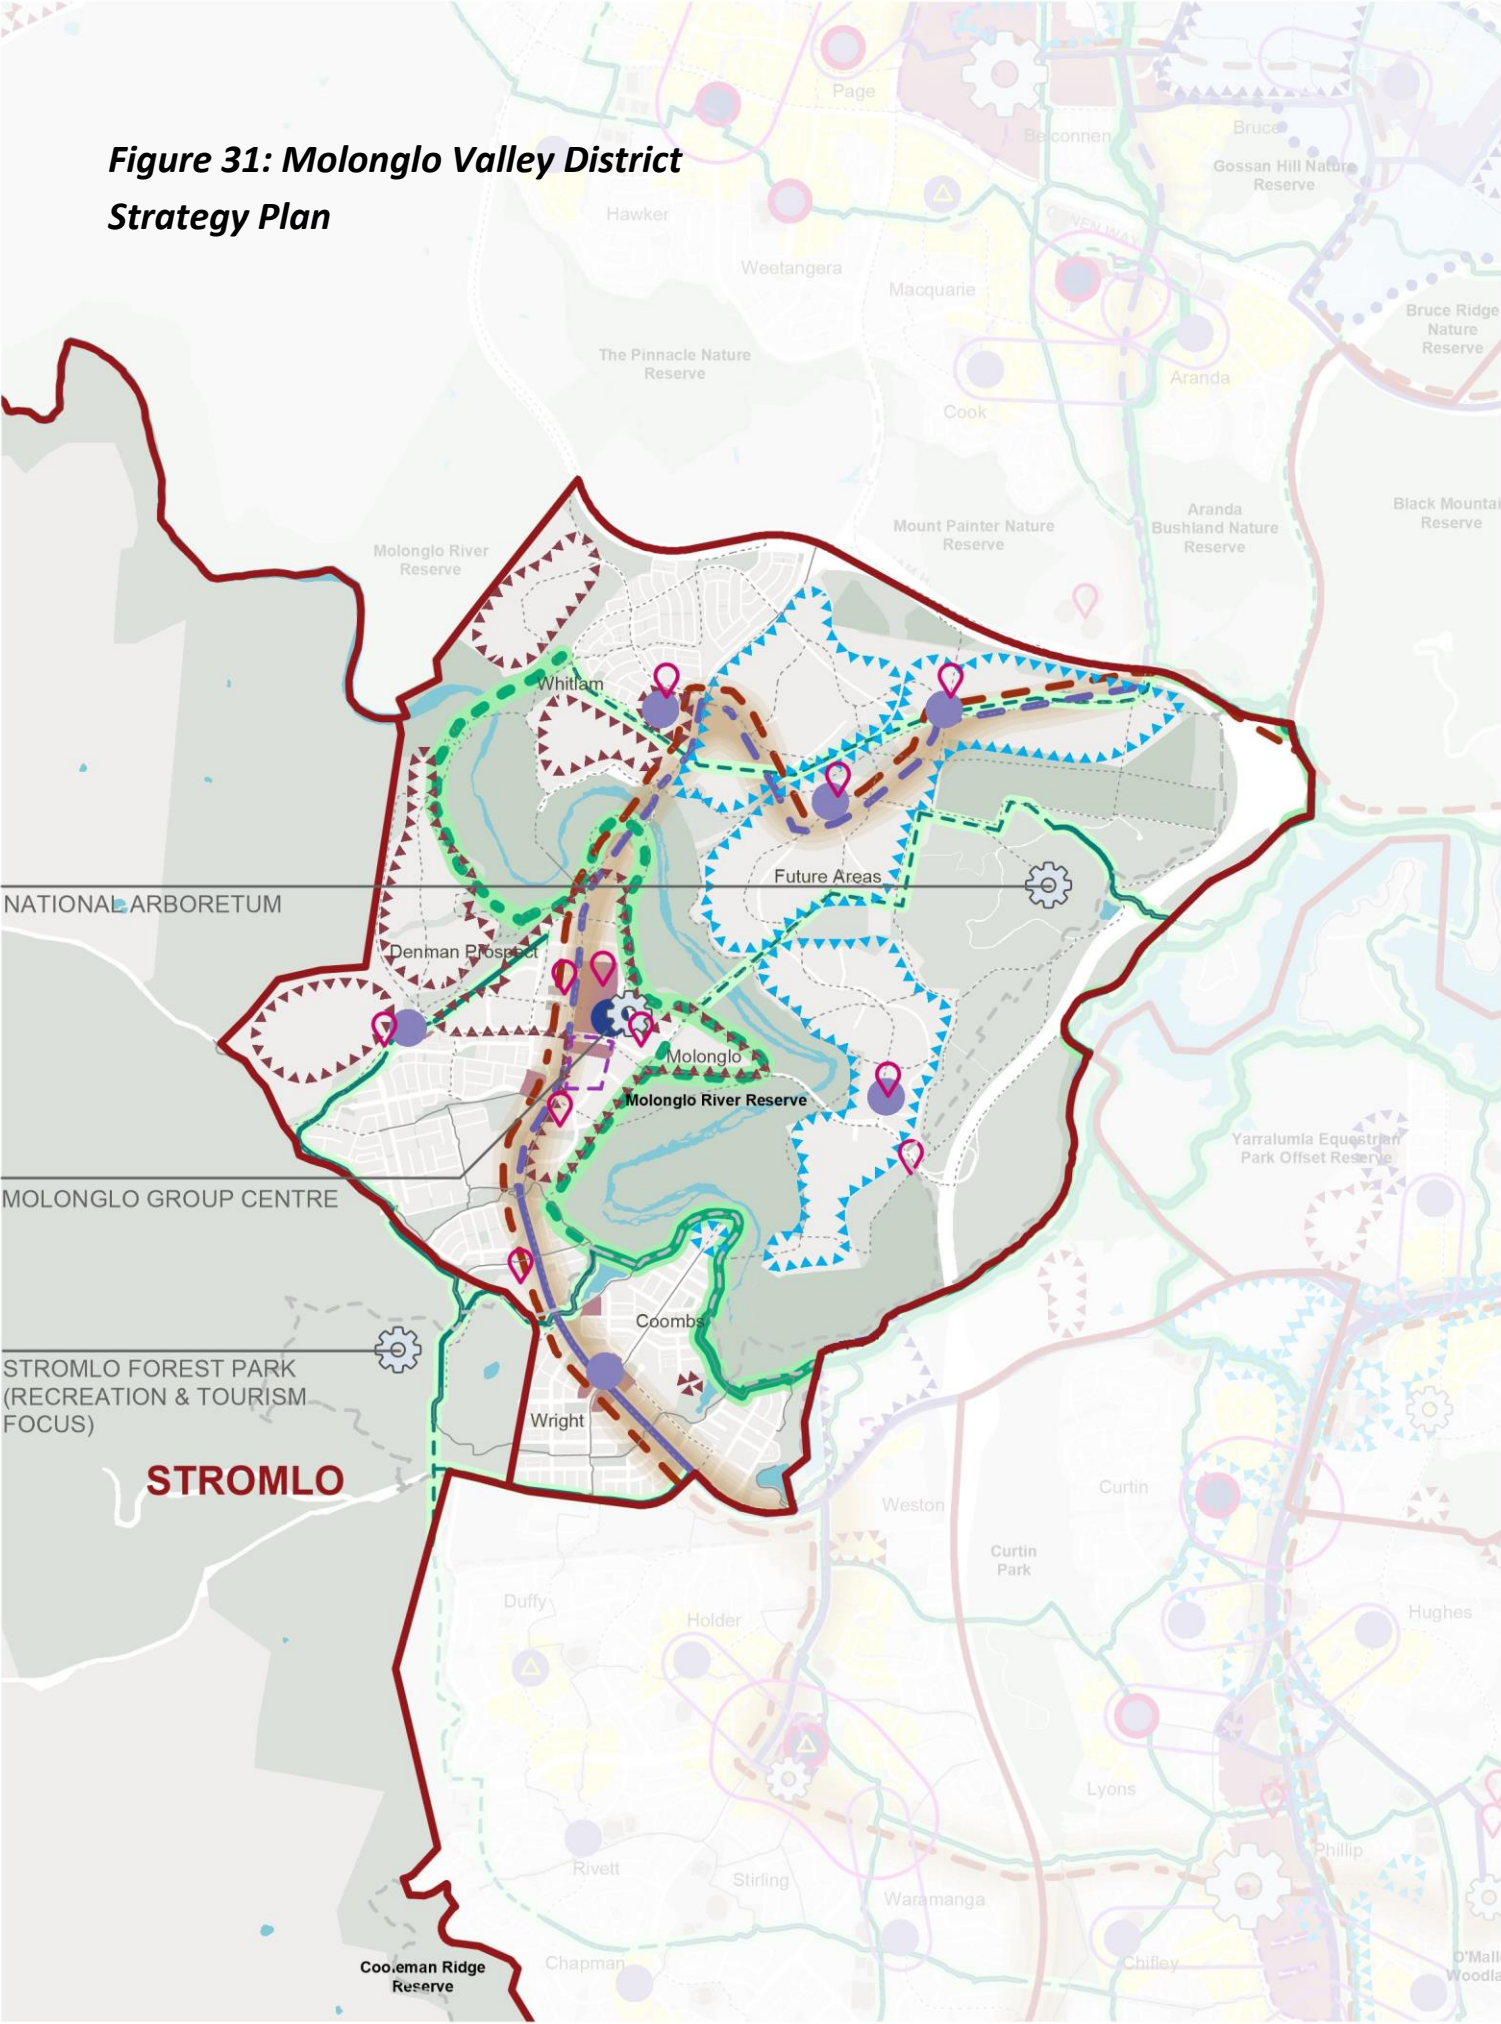 Figure 31: Molonglo Valley District
Strategy Plan
Page
Belconnen
Bruce
Gossan Hill Nature
Reserve
Hawker
Weetangera
Macquarie
Bruce Ridge
Nature
Reserve
The Pinnacle Nature
Reserve
Aranda
Cook
Black Mountai
Reserve
Aranda
Bushland Nature
Reserve
Mount Painter Nature
Reserve
Molonglo River
Reserve
Whitlam
Future Areas
NATIONAL ARBORETUM
Denman Prospect
Molonglo
Molonglo River Reserve
Yarralumla Equestrian
Park Offset Reserve
MOLONGLO GROUP CENTRE
Coombs
STROMLO FOREST PARK
(RECREATION & TOURISM
FOCUS)
Wright
STROMLO
Weston
Curtin
Curtin
Park
Duffy
Holder
Hughes
Lyons
Phillip
Rivett
Stirling
Waramanga
Chapman
Chifley
Cooleman Ridge
Reserve
O'Mall
Woodla